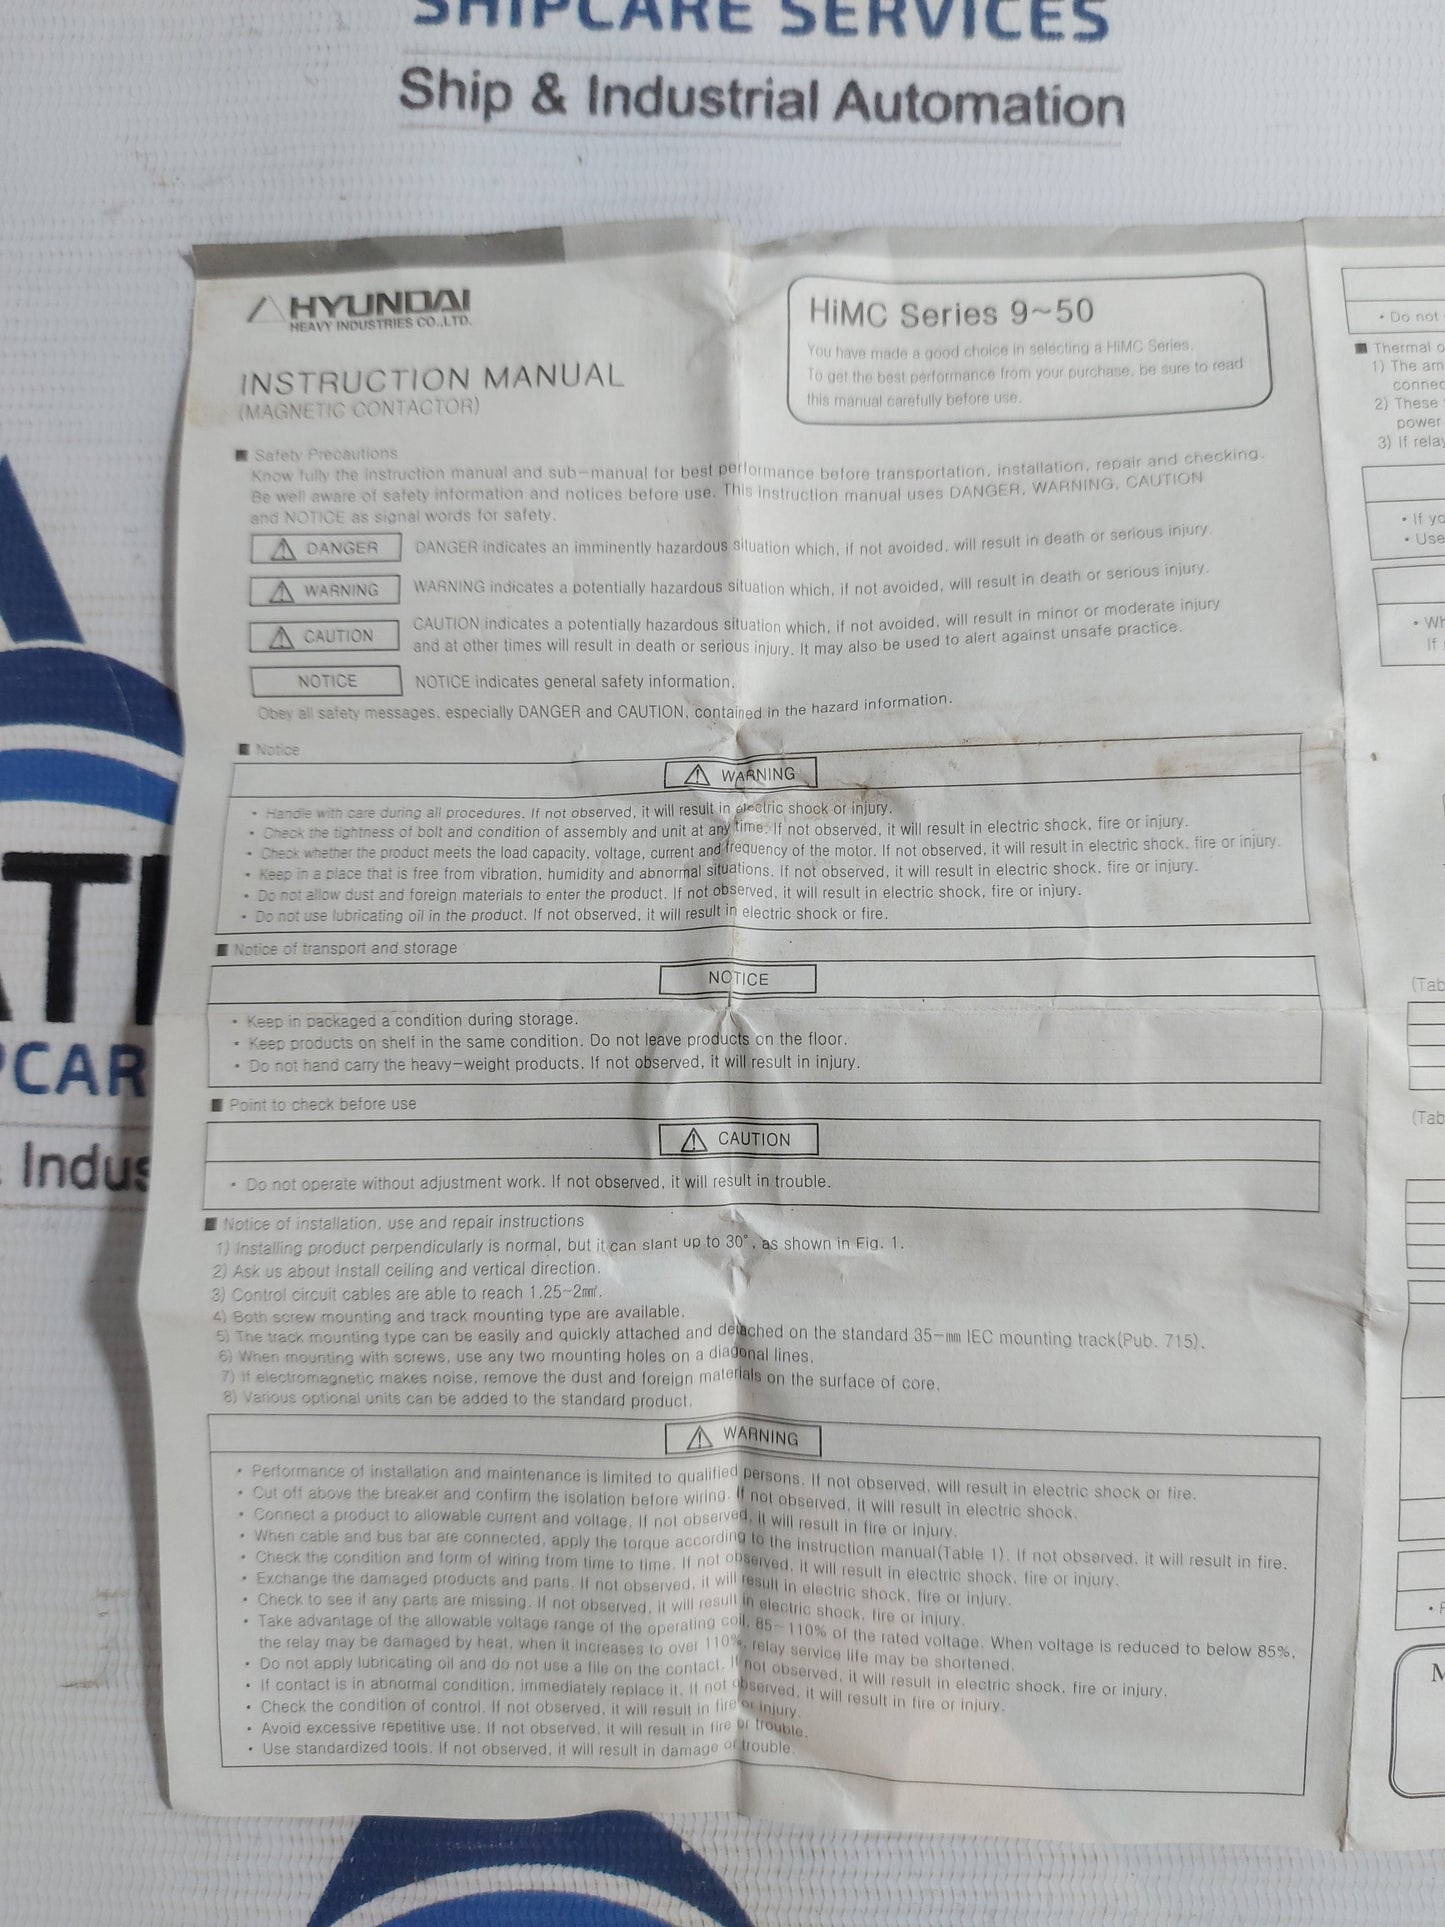 SHIPCARE SERVICES
Ship & Industrial Automation
HYUNDAI
HEAVY INDUSTRIES CO.,LTD.
INSTRUCTION MANUAL
(MAGNETIC CONTACTOR)
HiMC Series 9~50
You have made a good choice in selecting a HiMC Series.
To get the best performance from your purchase, be sure to read
this manual carefully before use.
■ Safety Precautions
Know fully the instruction manual and sub-manual for best performance before transportation, installation, repair and checking.
Be well aware of safety information and notices before use. This instruction manual uses DANGER, WARNING, CAUTION
and NOTICE as signal words for safety.
⚠ DANGER DANGER indicates an imminently hazardous situation which, if not avoided, will result in death or serious injury.
⚠ WARNING WARNING indicates a potentially hazardous situation which, if not avoided, will result in death or serious injury.
⚠ CAUTION CAUTION indicates a potentially hazardous situation which, if not avoided, will result in minor or moderate injury
and at other times will result in death or serious injury. It may also be used to alert against unsafe practice.
NOTICE NOTICE indicates general safety information.
Obey all safety messages, especially DANGER and CAUTION, contained in the hazard information.
■ Notice
⚠ WARNING
• Handle with care during all procedures. If not observed, it will result in electric shock or injury.
• Check the tightness of bolt and condition of assembly and unit at any time. If not observed, it will result in electric shock, fire or injury.
• Check whether the product meets the load capacity, voltage, current and frequency of the motor. If not observed, it will result in electric shock, fire or injury.
• Keep in a place that is free from vibration, humidity and abnormal situations. If not observed, it will result in electric shock, fire or injury.
• Do not allow dust and foreign materials to enter the product. If not observed, it will result in electric shock, fire or injury.
• Do not use lubricating oil in the product. If not observed, it will result in electric shock or fire.
■ Notice of transport and storage
NOTICE
• Keep in packaged a condition during storage.
• Keep products on shelf in the same condition. Do not leave products on the floor.
• Do not hand carry the heavy-weight products. If not observed, it will result in injury.
■ Point to check before use
⚠ CAUTION
• Do not operate without adjustment work. If not observed, it will result in trouble.
■ Notice of installation, use and repair instructions
1) Installing product perpendicularly is normal, but it can slant up to 30°, as shown in Fig. 1.
2) Ask us about Install ceiling and vertical direction.
3) Control circuit cables are able to reach 1.25~2㎟.
4) Both screw mounting and track mounting type are available.
5) The track mounting type can be easily and quickly attached and detached on the standard 35-㎜ IEC mounting track(Pub. 715).
6) When mounting with screws, use any two mounting holes on a diagonal lines.
7) If electromagnetic makes noise, remove the dust and foreign materials on the surface of core.
8) Various optional units can be added to the standard product.
⚠ WARNING
• Performance of installation and maintenance is limited to qualified persons. If not observed, will result in electric shock or fire.
• Cut off above the breaker and confirm the isolation before wiring. If not observed, it will result in electric shock.
• Connect a product to allowable current and voltage. If not observed, it will result in fire or injury.
• When cable and bus bar are connected, apply the torque according to the instruction manual(Table 1). If not observed, it will result in fire.
• Check the condition and form of wiring from time to time. If not observed, it will result in electric shock, fire or injury.
• Exchange the damaged products and parts. If not observed, it will result in electric shock, fire or injury.
• Check to see if any parts are missing. If not observed, it will result in electric shock, fire or injury.
• Take advantage of the allowable voltage range of the operating coil, 85~110% of the rated voltage. When voltage is reduced to below 85%,
the relay may be damaged by heat, when it increases to over 110%, relay service life may be shortened.
• Do not apply lubricating oil and do not use a file on the contact. If not observed, it will result in electric shock, fire or injury.
• If contact is in abnormal condition, immediately replace it. If not observed, it will result in fire or injury.
• Check the condition of control. If not observed, it will result in fire or injury.
• Avoid excessive repetitive use. If not observed, it will result in fire or trouble.
• Use standardized tools. If not observed, it will result in damage or trouble.
• Do not
■ Thermal
1) The
2) These
power
3) If
• If
• Use
If
(Tab
(Tab
PCAR
Indus